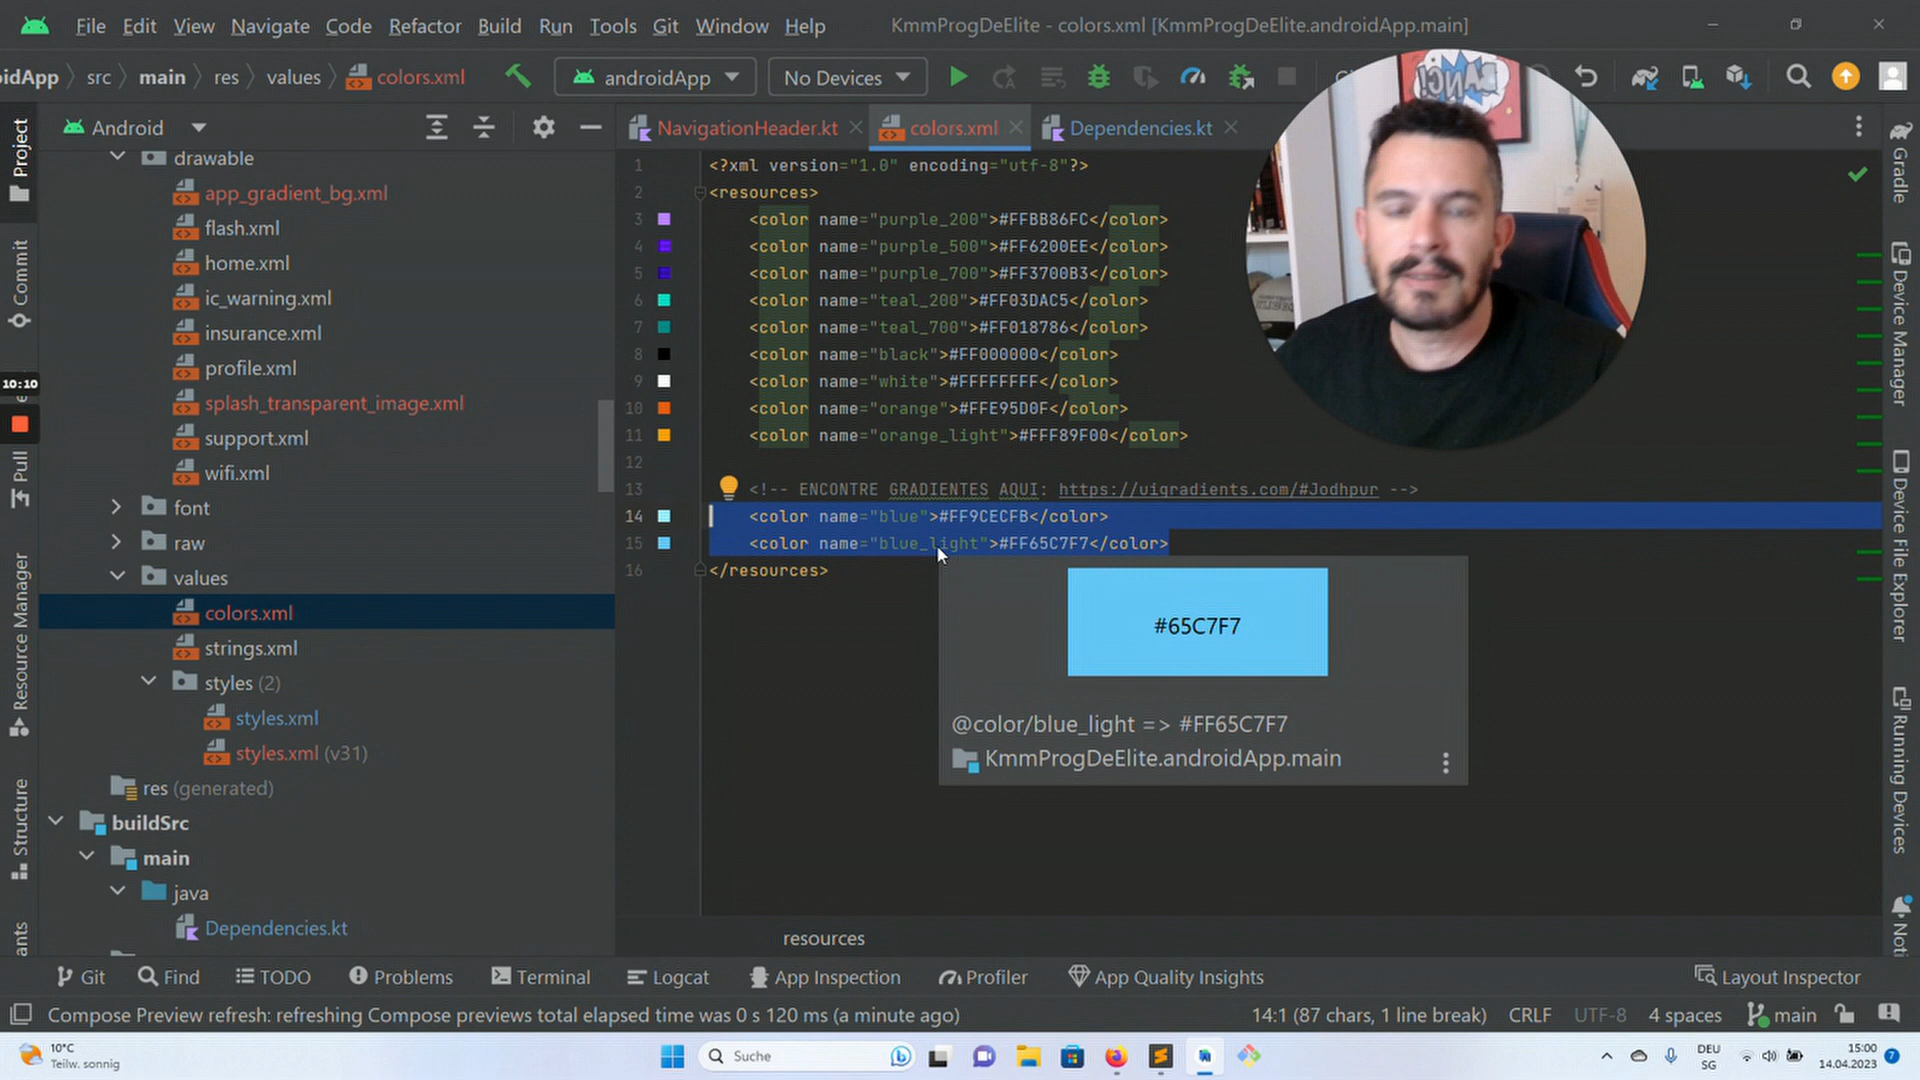 File Edit View Navigate Code Refactor Build Run Tools Git Window Help KmmProgDeElite - colors.xml [KmmProgDeElite.androidApp.main]
oidApp src main res values colors.xml androidApp No Devices
Project
Commit
10:10
Pull
Resource Manager
Structure
ants
Android
drawable
app_gradient_bg.xml
flash.xml
home.xml
ic_warning.xml
insurance.xml
profile.xml
splash_transparent_image.xml
support.xml
wifi.xml
font
raw
values
colors.xml
strings.xml
styles (2)
styles.xml
styles.xml (v31)
res (generated)
buildSrc
main
java
Dependencies.kt
NavigationHeader.kt colors.xml Dependencies.kt
1 <?xml version="1.0" encoding="utf-8"?>
2 <resources>
3 <color name="purple_200">#FFBB86FC</color>
4 <color name="purple_500">#FF6200EE</color>
5 <color name="purple_700">#FF3700B3</color>
6 <color name="teal_200">#FF03DAC5</color>
7 <color name="teal_700">#FF018786</color>
8 <color name="black">#FF000000</color>
9 <color name="white">#FFFFFFFF</color>
10 <color name="orange">#FFE95D0F</color>
11 <color name="orange_light">#FFF89F00</color>
12
13 <!-- ENCONTRE GRADIENTES AQUI: https://uigradients.com/#Jodhpur -->
14 <color name="blue">#FF9CECFB</color>
15 <color name="blue_light">#FF65C7F7</color>
16 </resources>
#65C7F7
@color/blue_light => #FF65C7F7
KmmProgDeElite.androidApp.main
resources
Gradle
Device Manager
Device File Explorer
Running Devices
Noti
Git Find TODO Problems Terminal Logcat App Inspection Profiler App Quality Insights Layout Inspector
Compose Preview refresh: refreshing Compose previews total elapsed time was 0 s 120 ms (a minute ago) 14:1 (87 chars, 1 line break) CRLF UTF-8 4 spaces main
10°C
Teilw. sonnig
Suche
DEU
SG
15:00
14.04.2023
7